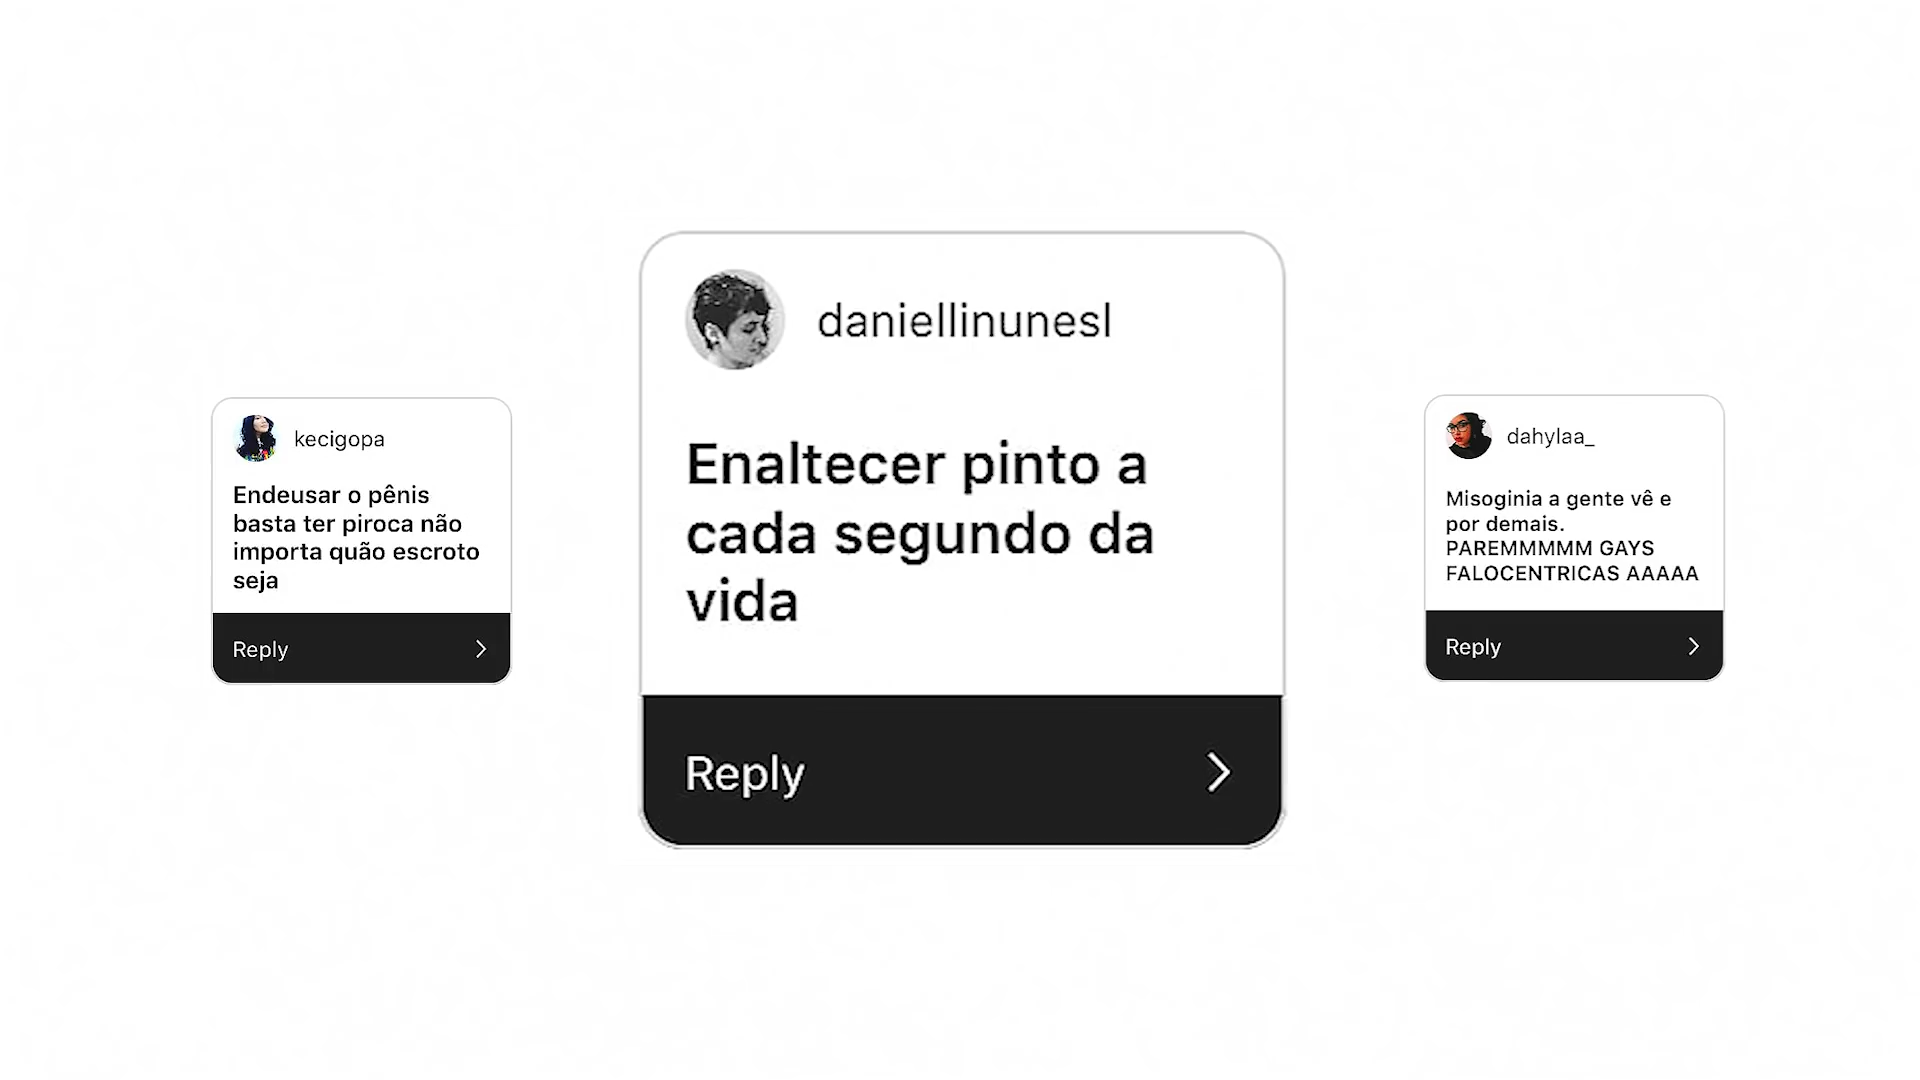 kecigopa
Endeusar o pênis
basta ter piroca não
importa quão escroto
seja
Reply
daniellinunesl
Enaltecer pinto a
cada segundo da
vida
Reply
dahylaa_
Misoginia a gente vê e
por demais.
PAREMMMMM GAYS
FALOCENTRICAS AAAAA
Reply